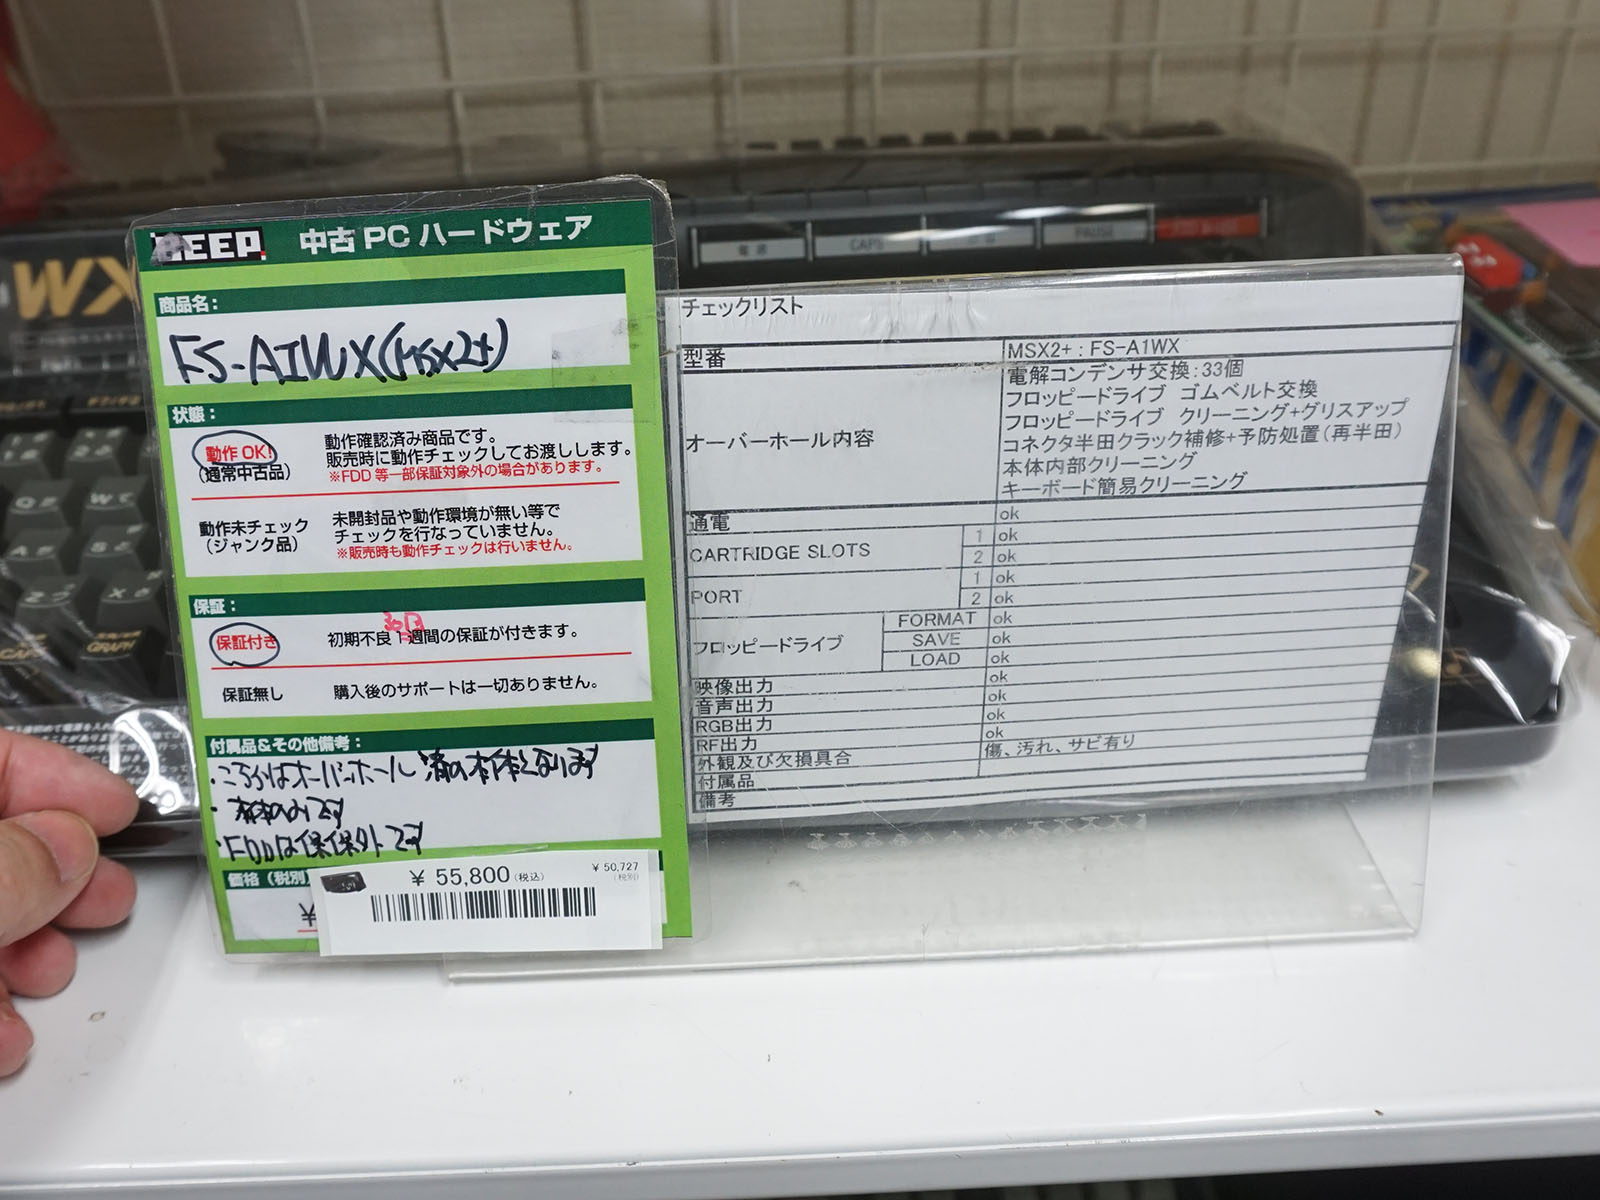 BEEP. 中古 PC ハードウェア
商品名:
FS-A1WX(MSX2+)
状態:
動作 OK!
(通常中古品)
動作確認済み商品です。
販売時に動作チェックしてお渡しします。
※FDD 等一部保証対象外の場合があります。
動作未チェック
(ジャンク品)
未開封品や動作環境が無い等で
チェックを行なっていません。
※販売時も動作チェックは行いません。
保証:
保証付き
30日
初期不良 1週間の保証が付きます。
保証無し
購入後のサポートは一切ありません。
付属品&その他備考:
・こちらはオーバーホール済の本体となります
・本体のみです
・FDDは保証外です
価格(税別)
¥
¥ 55,800(税込)
¥ 50,727
(税別)
チェックリスト
型番 MSX2+:FS-A1WX
オーバーホール内容
電解コンデンサ交換:33個
フロッピードライブ ゴムベルト交換
フロッピードライブ クリーニング+グリスアップ
コネクタ半田クラック補修+予防処置(再半田)
本体内部クリーニング
キーボード簡易クリーニング
通電 ok
CARTRIDGE SLOTS 1 ok
2 ok
PORT 1 ok
2 ok
フロッピードライブ FORMAT ok
SAVE ok
LOAD ok
映像出力 ok
音声出力 ok
RGB出力 ok
RF出力 ok
外観及び欠損具合 傷、汚れ、サビ有り
付属品
備考
WX
電源
CAPS
PAUSE
CAPS
GRAPH